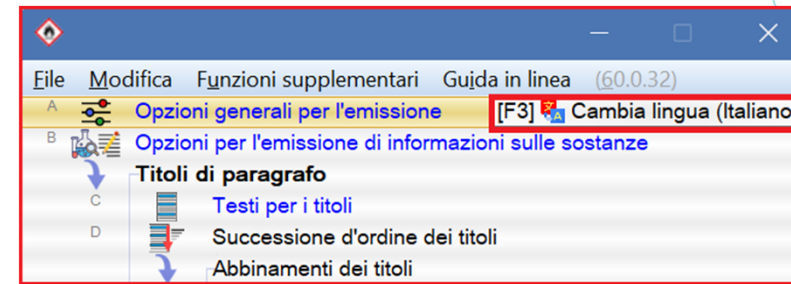 File Modifica Funzioni supplementari Guida in linea (60.0.32)
A Opzioni generali per l'emissione [F3] Cambia lingua (Italiano
B Opzioni per l'emissione di informazioni sulle sostanze
Titoli di paragrafo
C Testi per i titoli
D Successione d'ordine dei titoli
Abbinamenti dei titoli